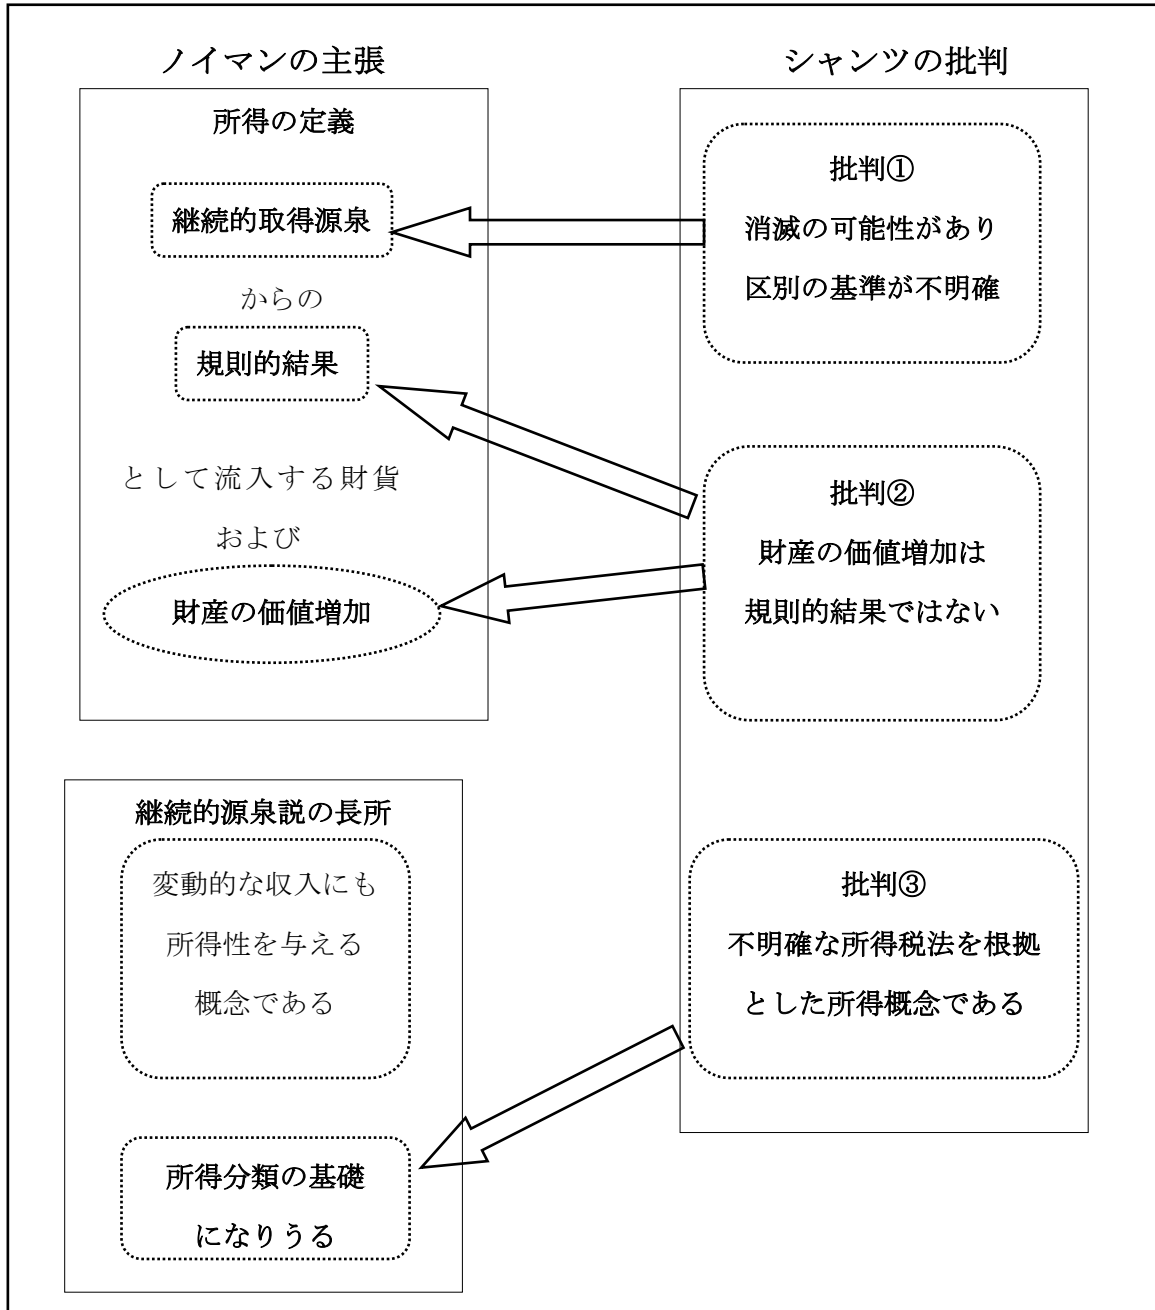 ノイマンの主張
所得の定義
継続的取得源泉
からの
規則的結果
として流入する財貨
および
財産の価値増加
継続的源泉説の長所
変動的な収入にも
所得性を与える
概念である
所得分類の基礎
になりうる
シャンツの批判
批判①
消滅の可能性があり
区別の基準が不明確
批判②
財産の価値増加は
規則的結果ではない
批判③
不明確な所得税法を根拠
とした所得概念である